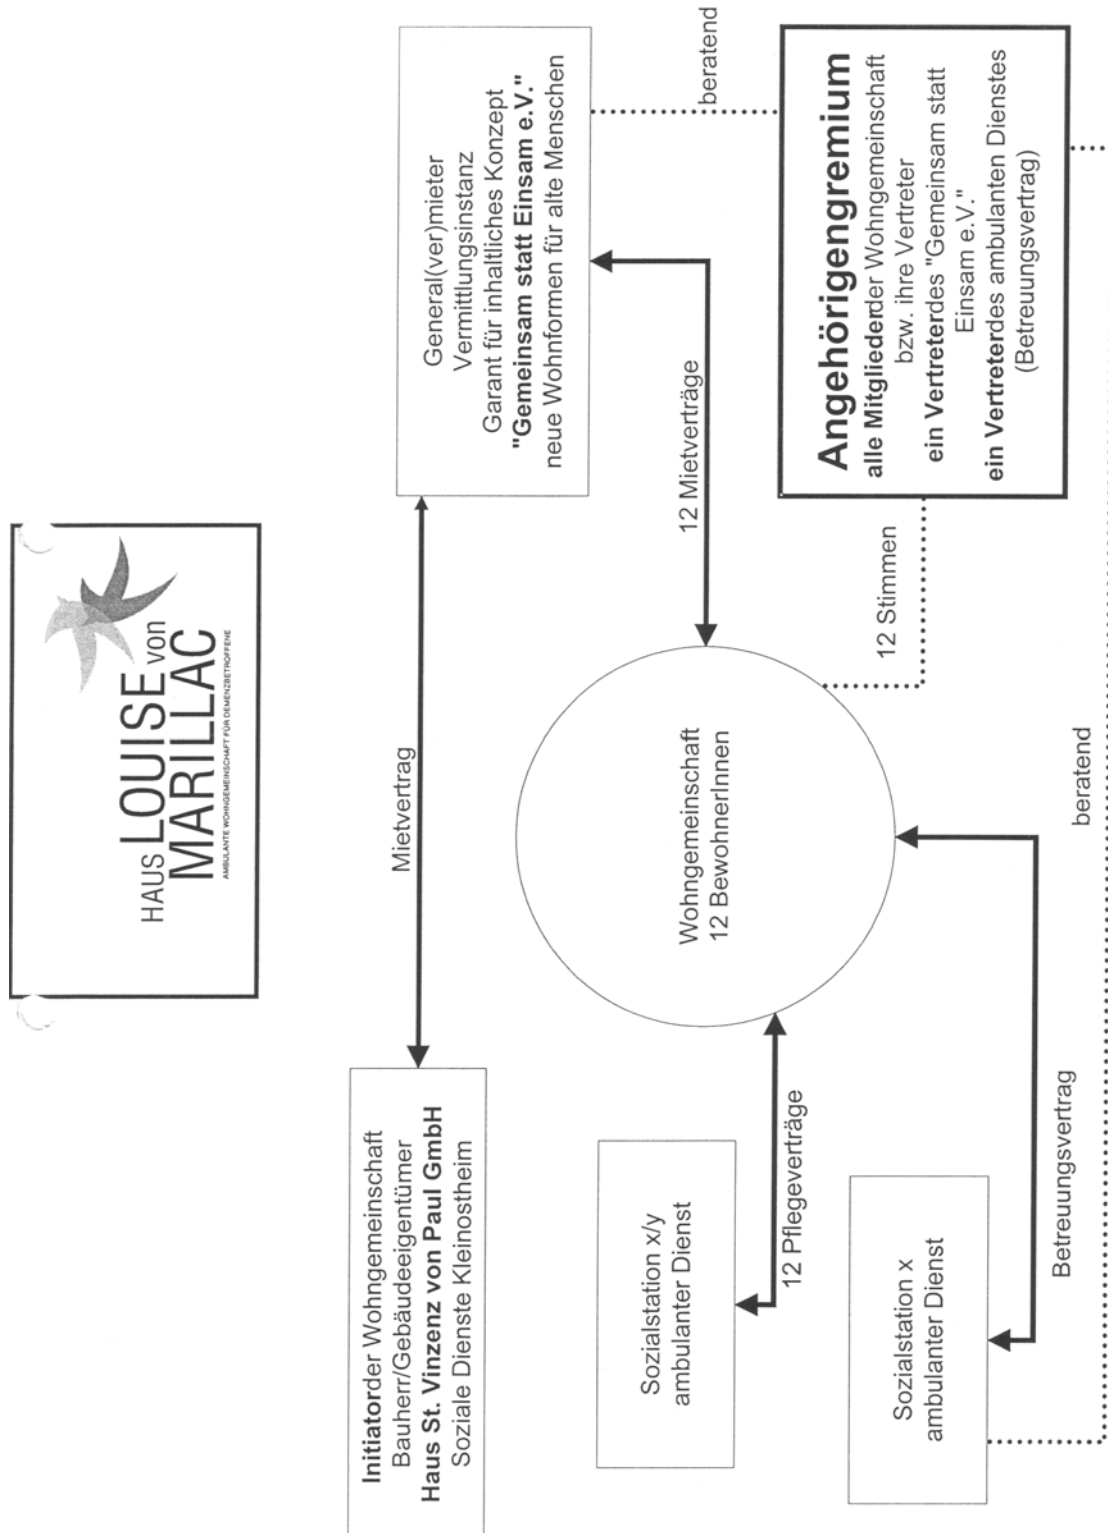 HAUS LOUISE von
MARILLAC
AMBULANTE WOHNGEMEINSCHAFT FÜR DEMENZBETROFFENE
Initiatorder Wohngemeinschaft
Bauherr/Gebäudeeigentümer
Haus St. Vinzenz von Paul GmbH
Soziale Dienste Kleinostheim
Mietvertrag
General(ver)mieter
Vermittlungsinstanz
Garant für inhaltliches Konzept
"Gemeinsam statt Einsam e.V."
neue Wohnformen für alte Menschen
beratend
12 Mietverträge
Wohngemeinschaft
12 BewohnerInnen
Sozialstation x/y
ambulanter Dienst
12 Pflegeverträge
12 Stimmen
Angehörigengremium
alle Mitgliederder Wohngemeinschaft
bzw. ihre Vertreter
ein Vertreterdes "Gemeinsam statt
Einsam e.V."
ein Vertreterdes ambulanten Dienstes
(Betreuungsvertrag)
Sozialstation x
ambulanter Dienst
Betreuungsvertrag
beratend